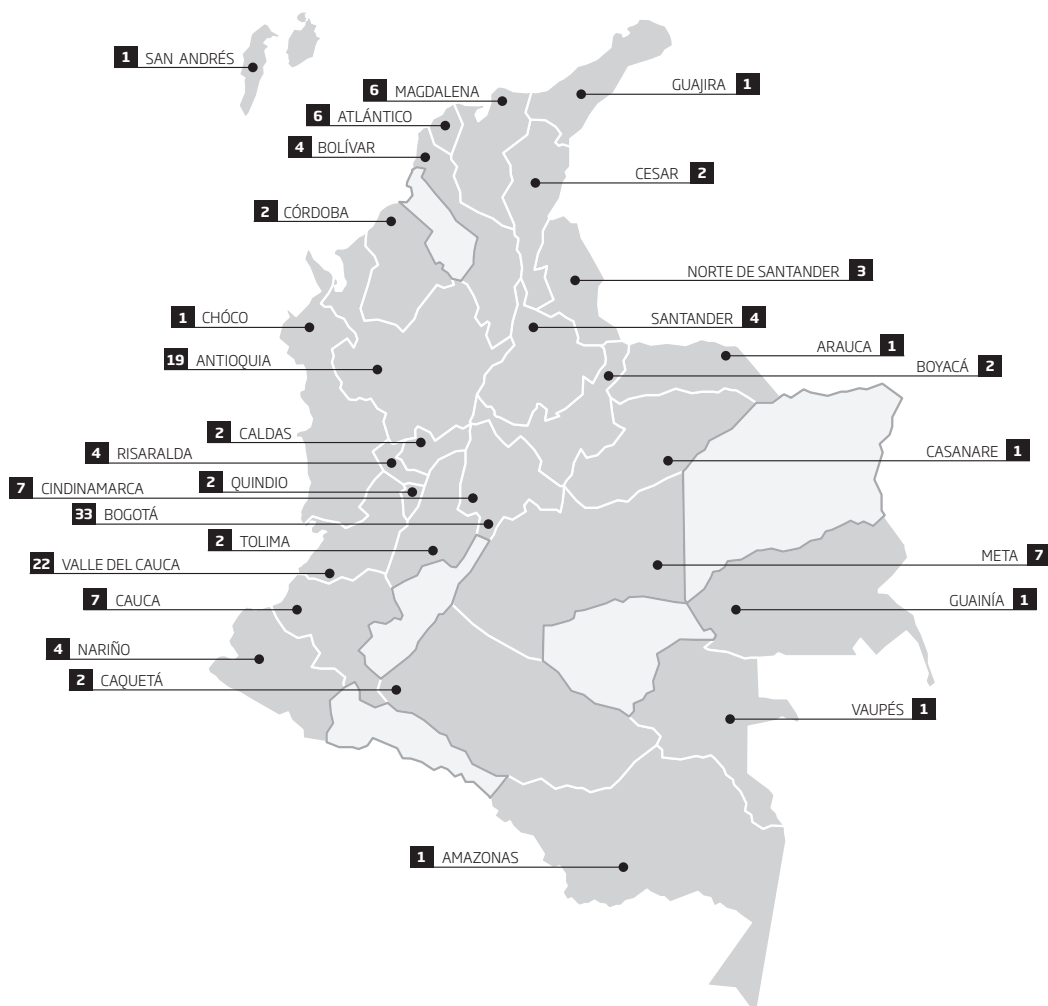 1 SAN ANDRÉS
6 MAGDALENA
GUAJIRA 1
6 ATLÁNTICO
4 BOLÍVAR
CESAR 2
2 CÓRDOBA
NORTE DE SANTANDER 3
1 CHÓCO
SANTANDER 4
ARAUCA 1
19 ANTIOQUIA
BOYACÁ 2
2 CALDAS
4 RISARALDA
CASANARE 1
7 CINDINAMARCA
2 QUINDIO
33 BOGOTÁ
2 TOLIMA
META 7
22 VALLE DEL CAUCA
7 CAUCA
GUAINÍA 1
4 NARIÑO
2 CAQUETÁ
VAUPÉS 1
1 AMAZONAS